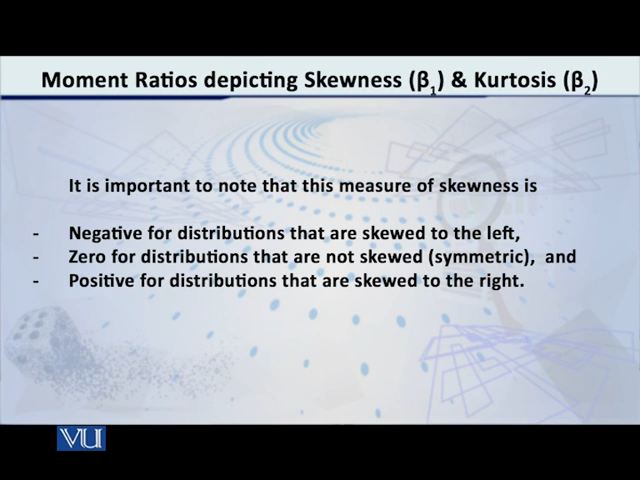 Moment Ratios depicting Skewness (β₁) & Kurtosis (β₂)
It is important to note that this measure of skewness is
- Negative for distributions that are skewed to the left,
- Zero for distributions that are not skewed (symmetric), and
- Positive for distributions that are skewed to the right.
VU